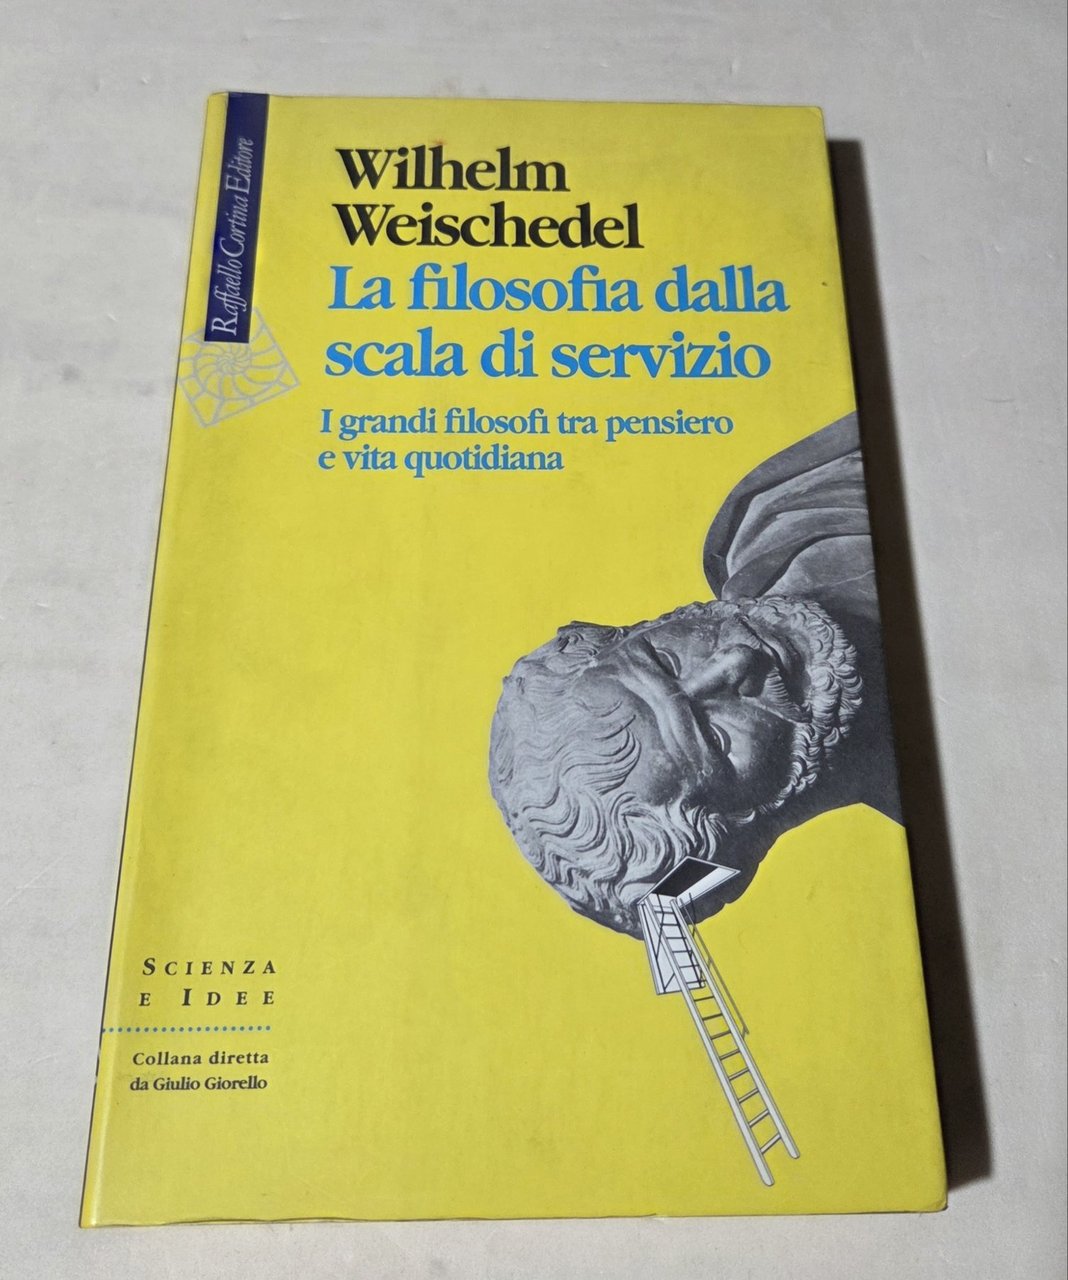 Raffaello Cortina Editore
Wilhelm
Weischedel
La filosofia dalla
scala di servizio
I grandi filosofi tra pensiero
e vita quotidiana
SCIENZA
E IDEE
Collana diretta
da Giulio Giorello